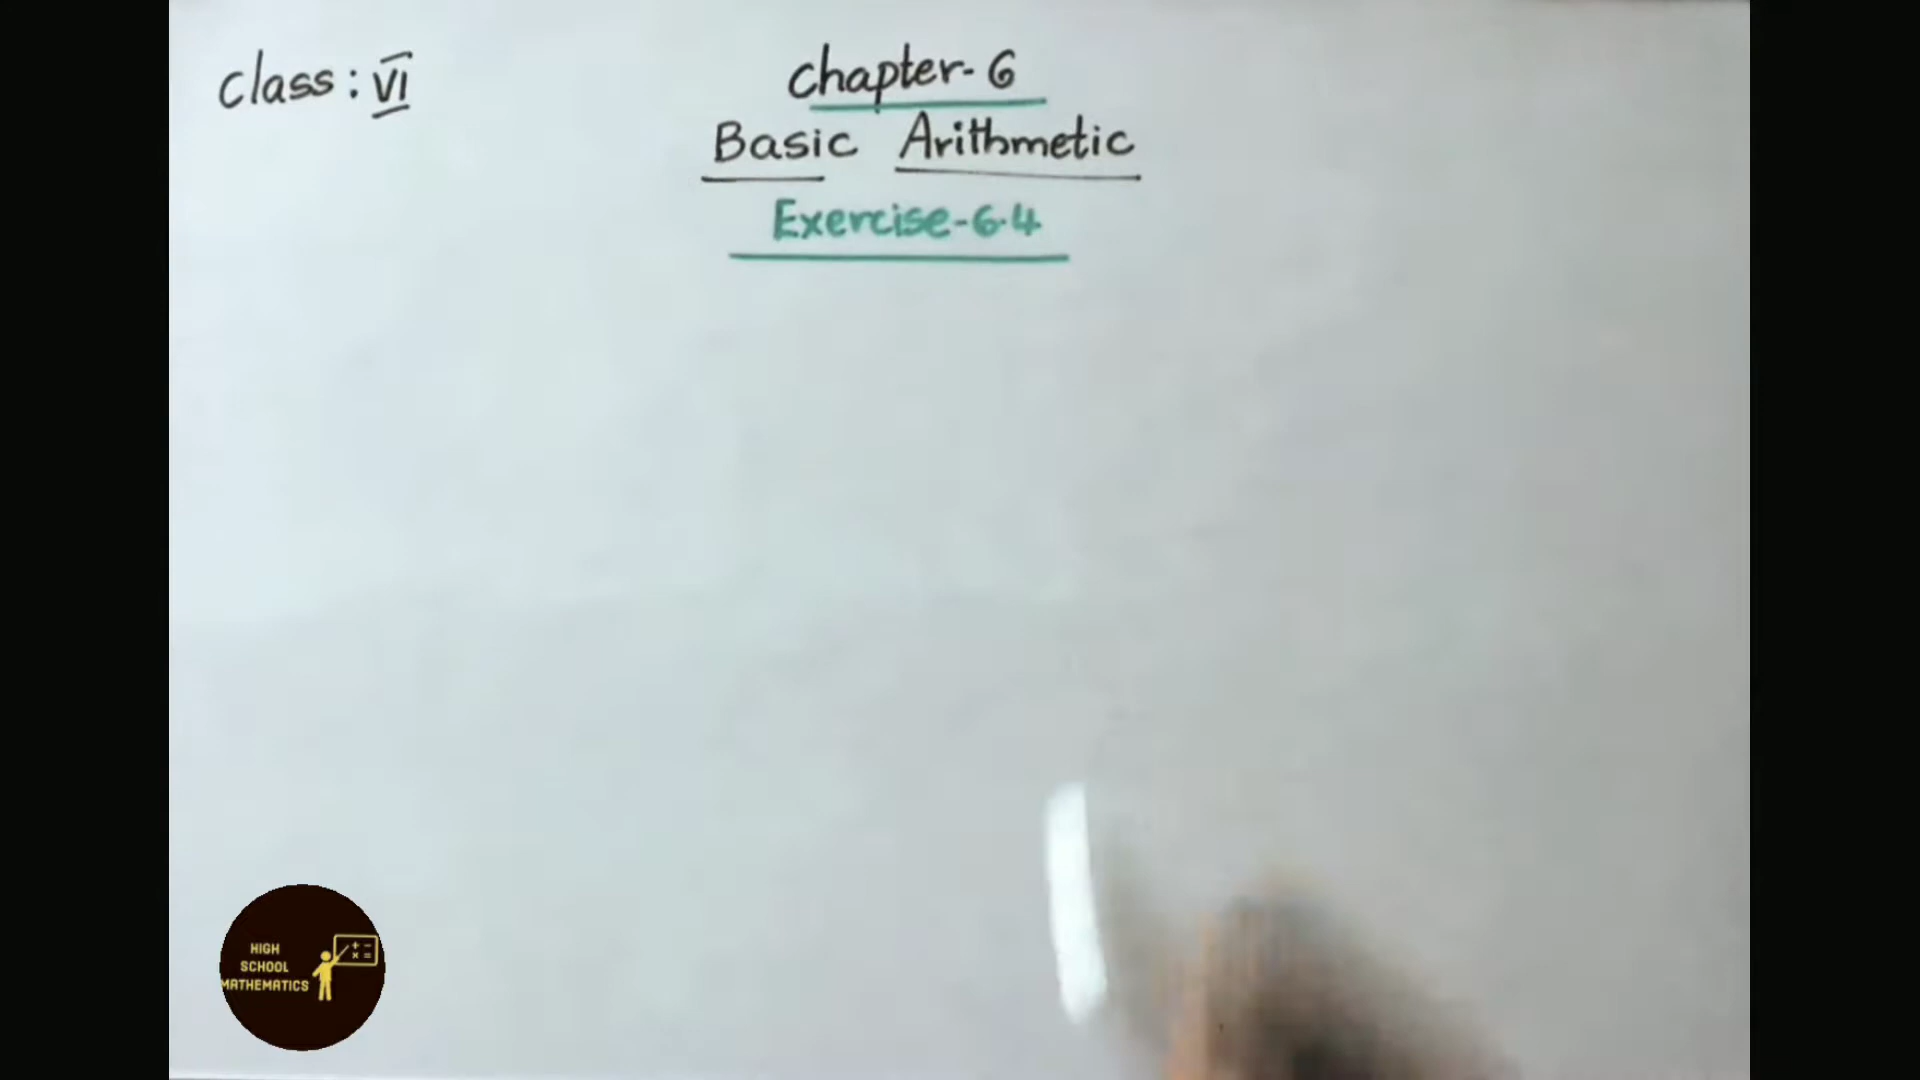 Class: VI
Chapter-6
Basic Arithmetic
Exercise-6.4
HIGH
SCHOOL
MATHEMATICS
+ -
× =